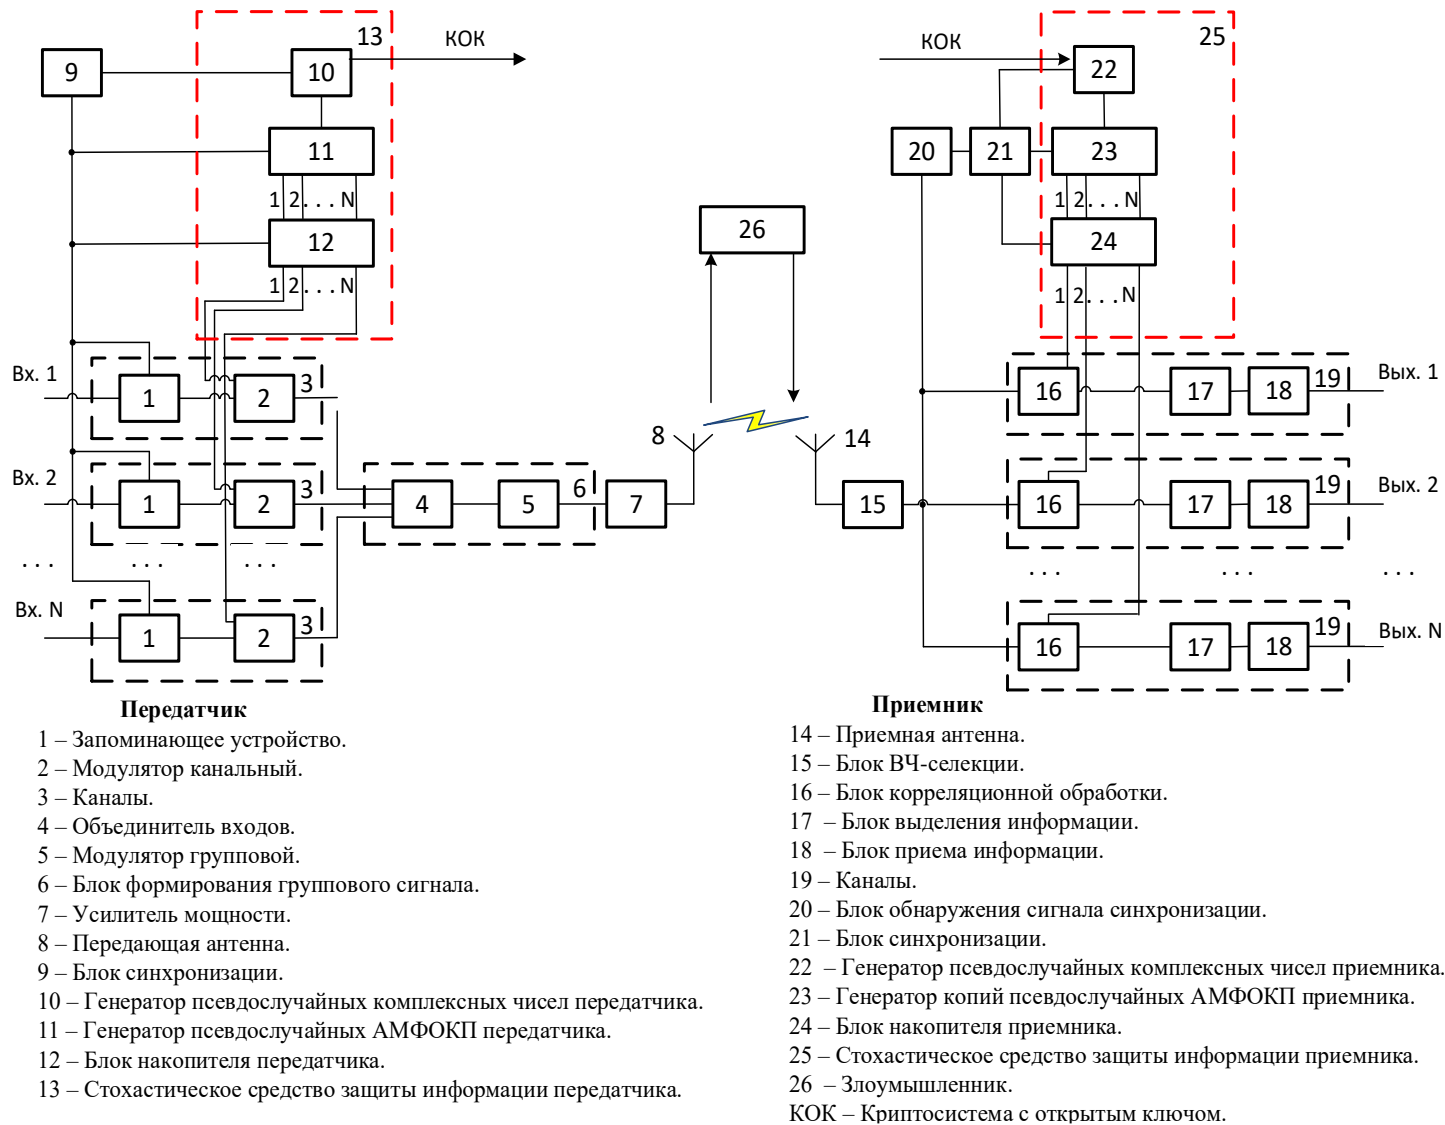 13
КОК
КОК
25
9
10
22
11
20
21
23
1 2 . . . N
1 2 . . . N
12
26
24
1 2 . . . N
1 2 . . . N
Вх. 1
1
2
3
16
17
18
19
Вых. 1
8
14
Вх. 2
1
2
3
4
5
6
7
15
16
17
18
19
Вых. 2
. . .
. . .
. . .
. . .
. . .
. . .
Вх. N
1
2
3
16
17
18
19
Вых. N
Передатчик
1 – Запоминающее устройство.
2 – Модулятор канальный.
3 – Каналы.
4 – Объединитель входов.
5 – Модулятор групповой.
6 – Блок формирования группового сигнала.
7 – Усилитель мощности.
8 – Передающая антенна.
9 – Блок синхронизации.
10 – Генератор псевдослучайных комплексных чисел передатчика.
11 – Генератор псевдослучайных АМФОКП передатчика.
12 – Блок накопителя передатчика.
13 – Стохастическое средство защиты информации передатчика.
Приемник
14 – Приемная антенна.
15 – Блок ВЧ-селекции.
16 – Блок корреляционной обработки.
17 – Блок выделения информации.
18 – Блок приема информации.
19 – Каналы.
20 – Блок обнаружения сигнала синхронизации.
21 – Блок синхронизации.
22 – Генератор псевдослучайных комплексных чисел приемника.
23 – Генератор копий псевдослучайных АМФОКП приемника.
24 – Блок накопителя приемника.
25 – Стохастическое средство защиты информации приемника.
26 – Злоумышленник.
КОК – Криптосистема с открытым ключом.